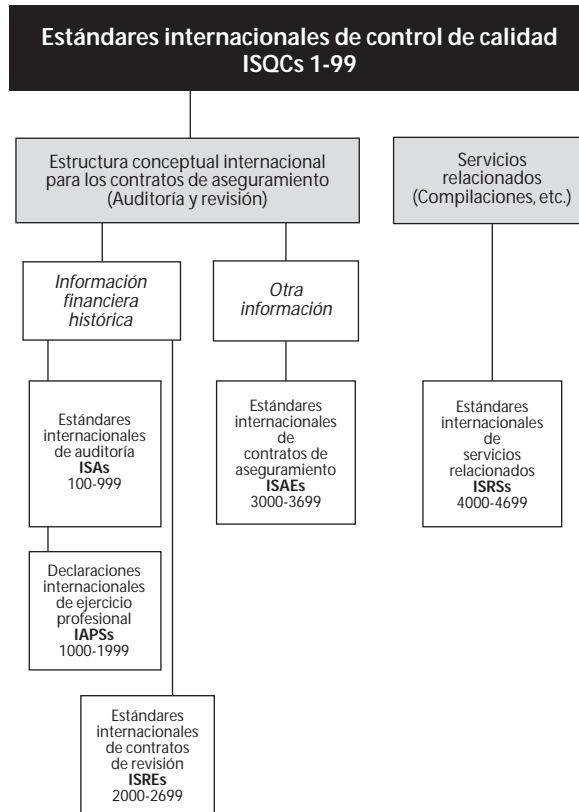 Estándares internacionales de control de calidad
ISQCs 1-99
Estructura conceptual internacional
para los contratos de aseguramiento
(Auditoría y revisión)
Servicios
relacionados
(Compilaciones, etc.)
Información
financiera
histórica
Otra
información
Estándares
internacionales
de auditoría
ISAs
100-999
Estándares
internacionales
de
contratos de
aseguramiento
ISAEs
3000-3699
Estándares
internacionales
de
servicios
relacionados
ISRSs
4000-4699
Declaraciones
internacionales
de ejercicio
profesional
IAPSs
1000-1999
Estándares
internacionales
de contratos
de revisión
ISREs
2000-2699